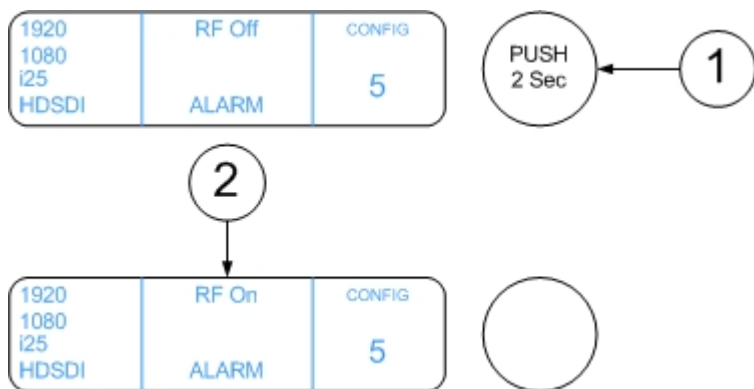 1920
1080
i25
HDSDI
RF Off
ALARM
CONFIG
5
PUSH
2 Sec
1
2
1920
1080
i25
HDSDI
RF On
ALARM
CONFIG
5